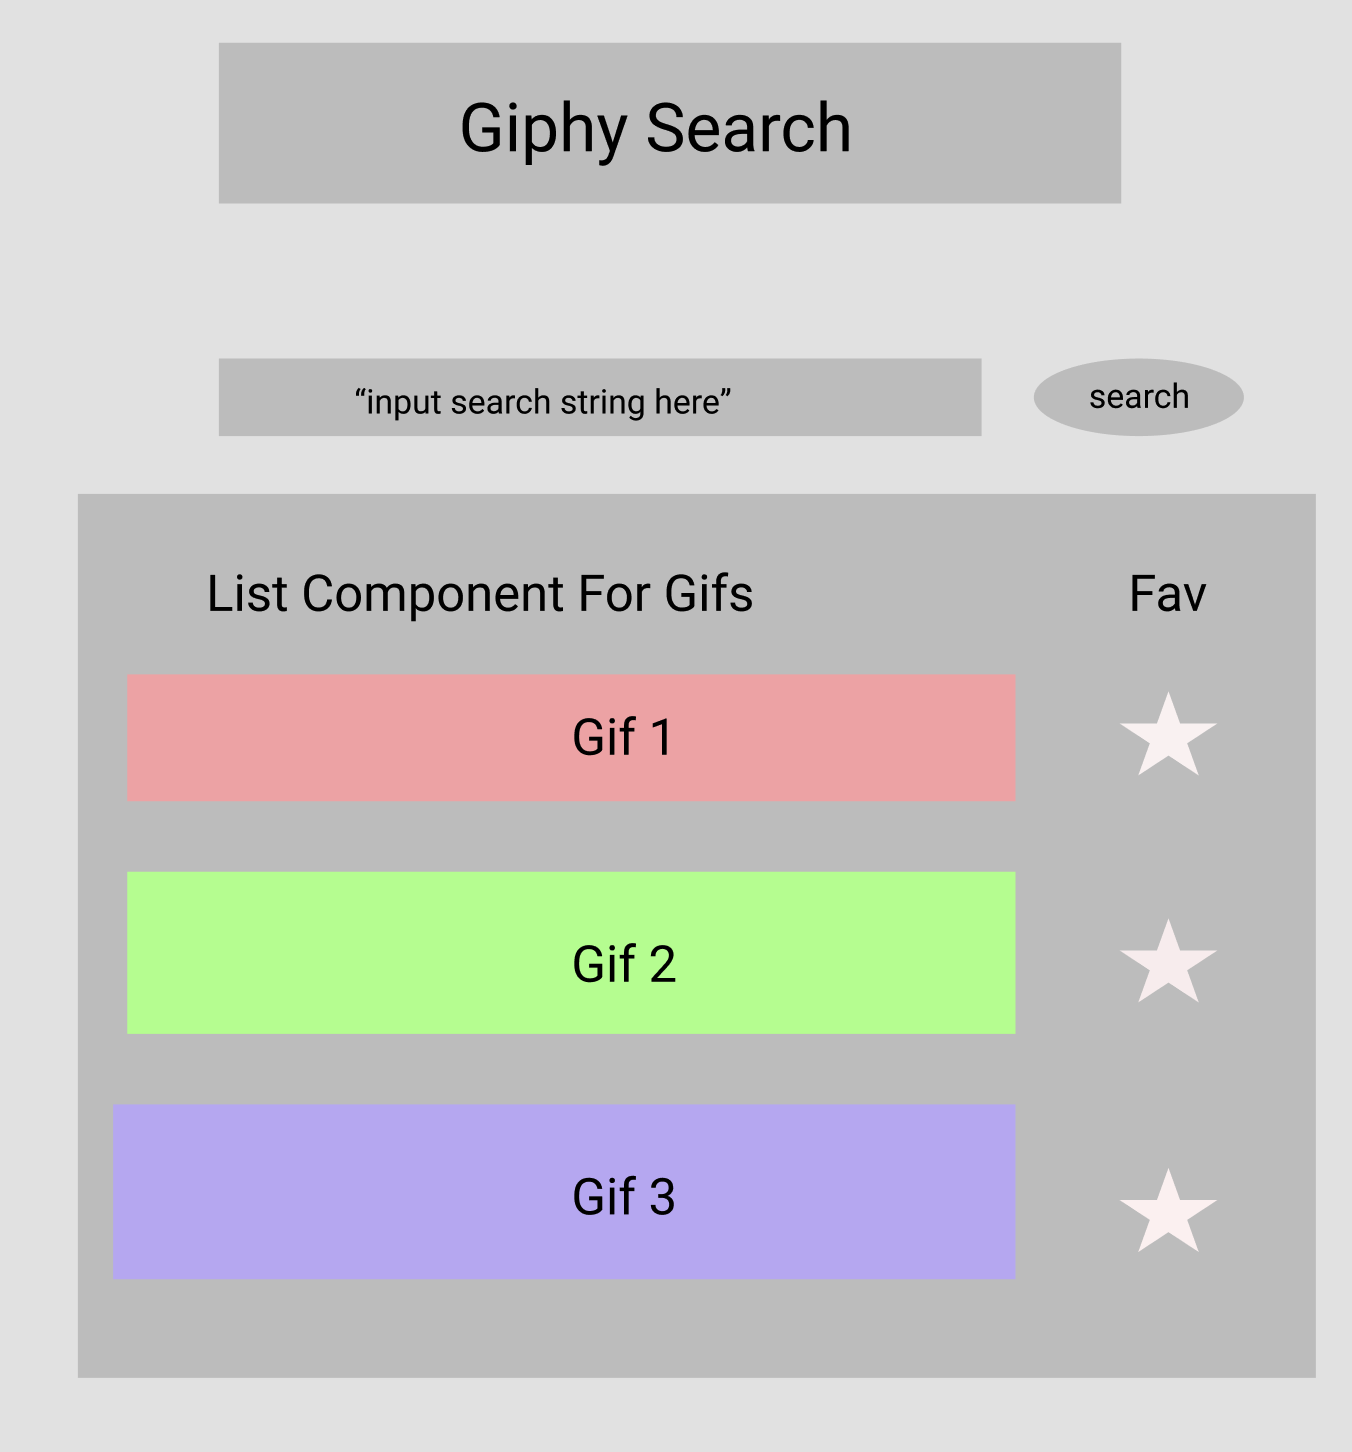 Giphy Search
“input search string here”
search
List Component For Gifs
Fav
Gif 1
Gif 2
Gif 3